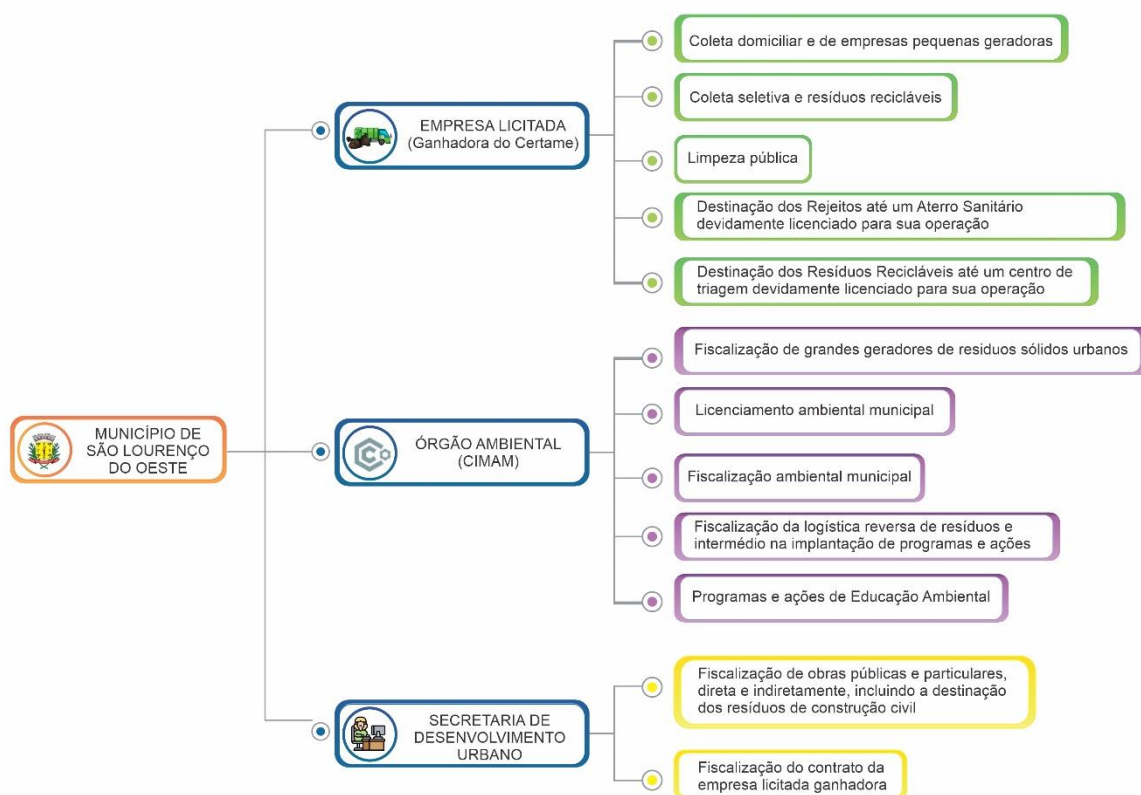 MUNICÍPIO DE
SÃO LOURENÇO
DO OESTE
EMPRESA LICITADA
(Ganhadora do Certame)
Coleta domiciliar e de empresas pequenas geradoras
Coleta seletiva e resíduos recicláveis
Limpeza pública
Destinação dos Rejeitos até um Aterro Sanitário
devidamente licenciado para sua operação
Destinação dos Resíduos Recicláveis até um centro de
triagem devidamente licenciado para sua operação
ÓRGÃO AMBIENTAL
(CIMAM)
Fiscalização de grandes geradores de residuos sólidos urbanos
Licenciamento ambiental municipal
Fiscalização ambiental municipal
Fiscalização da logística reversa de resíduos e
intermédio na implantação de programas e ações
Programas e ações de Educação Ambiental
SECRETARIA DE
DESENVOLVIMENTO
URBANO
Fiscalização de obras públicas e particulares,
direta e indiretamente, incluindo a destinação
dos resíduos de construção civil
Fiscalização do contrato da
empresa licitada ganhadora